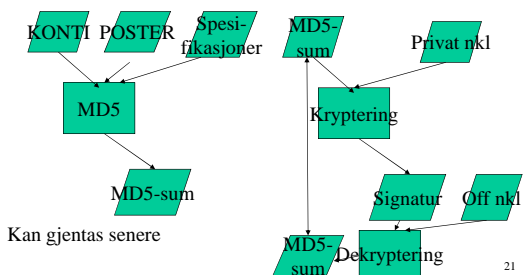 KONTI
POSTER
Spesi-
fikasjoner
MD5
MD5-sum
Kan gjentas senere
MD5-
sum
Privat nkl
Kryptering
Signatur
Off nkl
MD5-
sum
Dekryptering
21